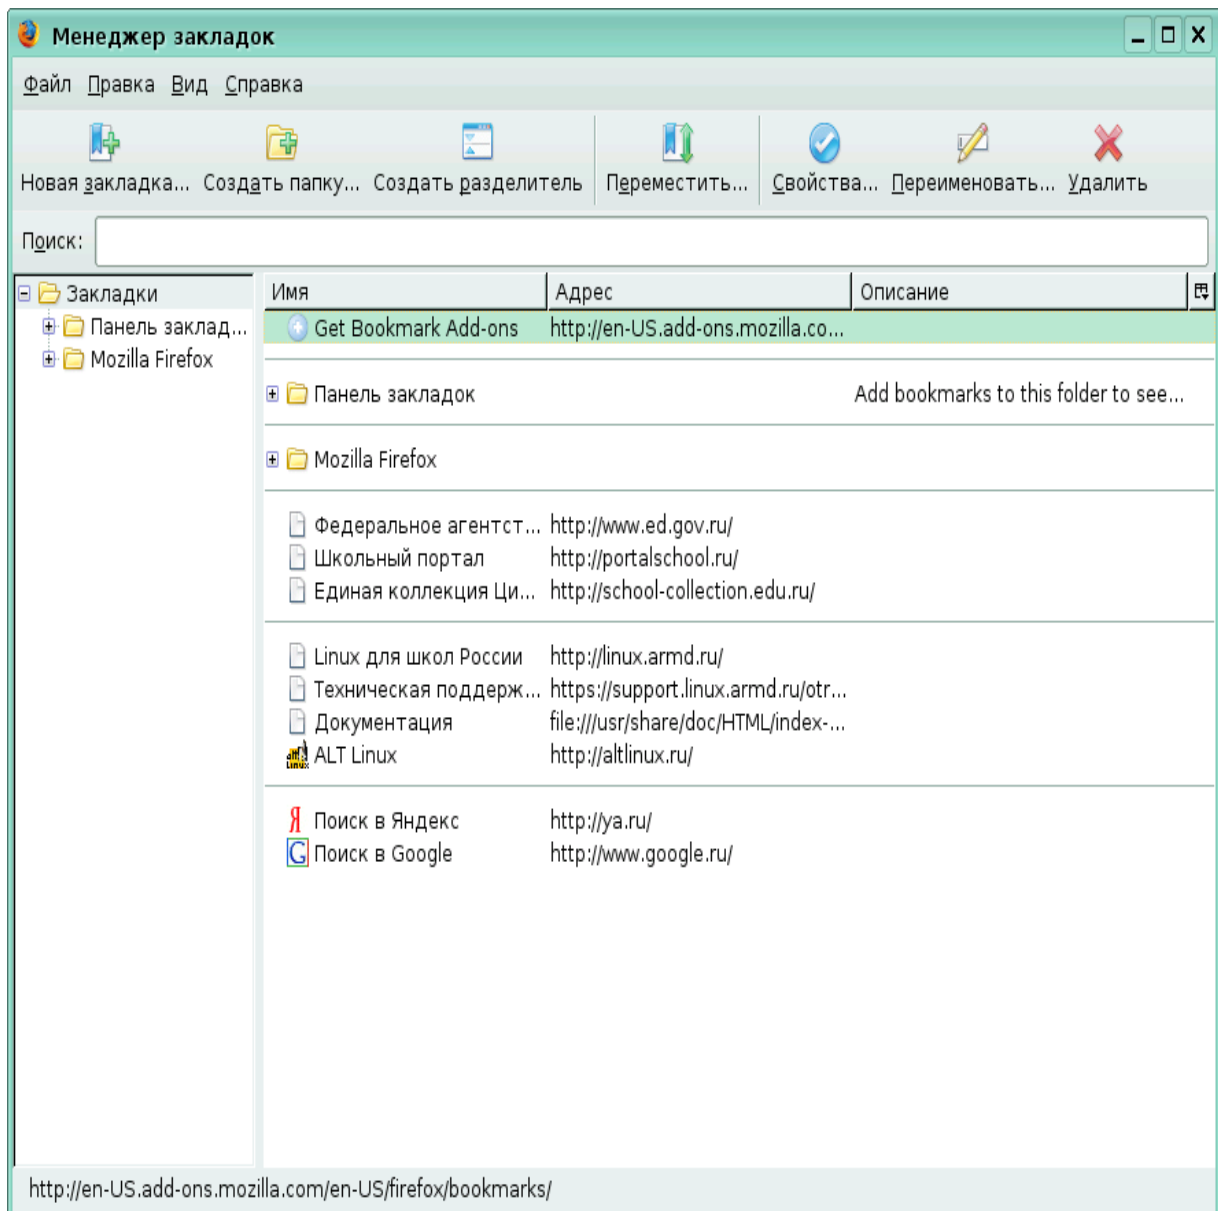 Менеджер закладок
Файл Правка Вид Справка
Новая закладка... Создать папку... Создать разделитель Переместить... Свойства... Переименовать... Удалить
Поиск:
Закладки
Панель заклад...
Mozilla Firefox
Имя Адрес Описание
Get Bookmark Add-ons http://en-US.add-ons.mozilla.co...
Панель закладок Add bookmarks to this folder to see...
Mozilla Firefox
Федеральное агентст... http://www.ed.gov.ru/
Школьный портал http://portalschool.ru/
Единая коллекция Ци... http://school-collection.edu.ru/
Linux для школ России http://linux.armd.ru/
Техническая поддерж... https://support.linux.armd.ru/otr...
Документация file:///usr/share/doc/HTML/index-...
ALT Linux http://altlinux.ru/
Поиск в Яндекс http://ya.ru/
Поиск в Google http://www.google.ru/
http://en-US.add-ons.mozilla.com/en-US/firefox/bookmarks/